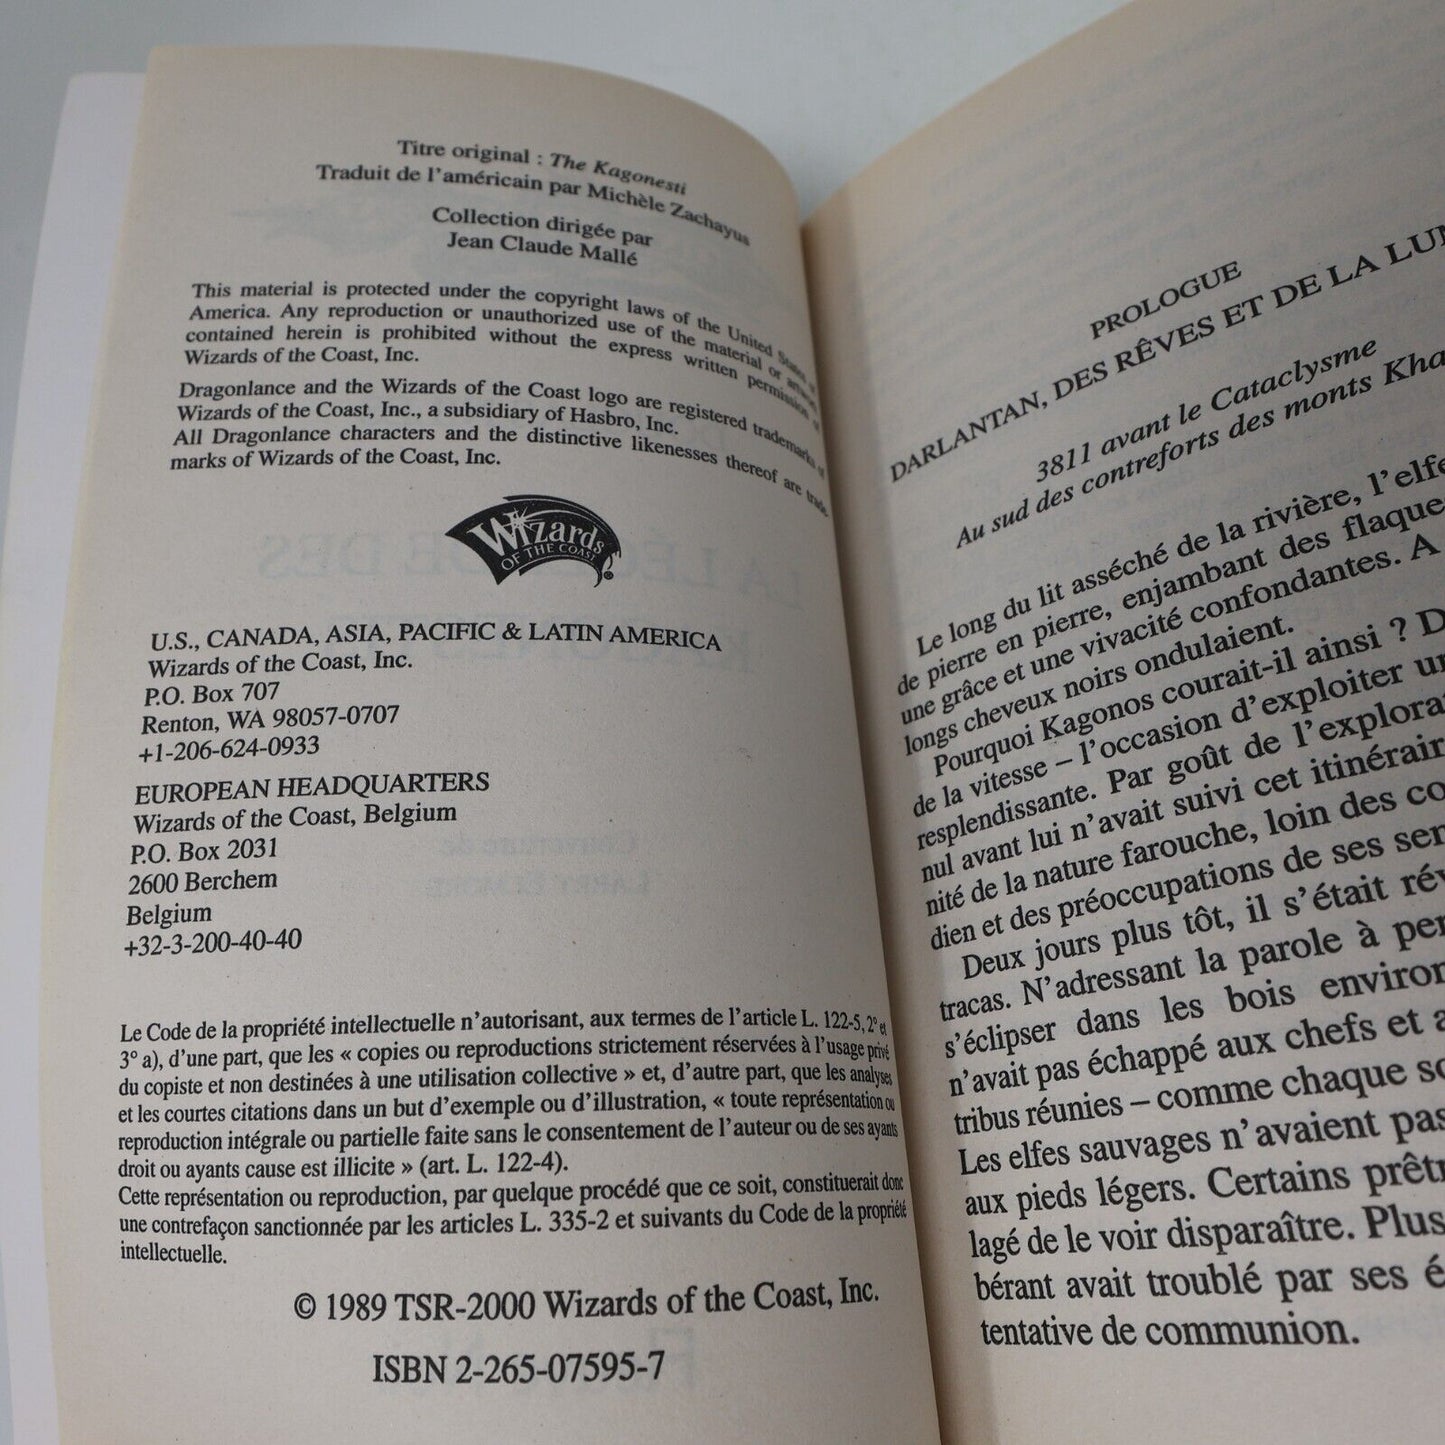 Titre original : The Kagonesti
Traduit de l'américain par Michèle Zachayus
Collection dirigée par
Jean Claude Mallé
This material is protected under the copyright laws of the United States of
America. Any reproduction or unauthorized use of the material or artwork
contained herein is prohibited without the express written permission of
Wizards of the Coast, Inc.
Dragonlance and the Wizards of the Coast logo are registered trademarks of
Wizards of the Coast, Inc., a subsidiary of Hasbro, Inc.
All Dragonlance characters and the distinctive likenesses thereof are trade-
marks of Wizards of the Coast, Inc.
Wizards
OF THE COAST
U.S., CANADA, ASIA, PACIFIC & LATIN AMERICA
Wizards of the Coast, Inc.
P.O. Box 707
Renton, WA 98057-0707
+1-206-624-0933
EUROPEAN HEADQUARTERS
Wizards of the Coast, Belgium
P.O. Box 2031
2600 Berchem
Belgium
+32-3-200-40-40
Le Code de la propriété intellectuelle n'autorisant, aux termes de l'article L. 122-5, 2° et
3° a), d'une part, que les « copies ou reproductions strictement réservées à l'usage privé
du copiste et non destinées à une utilisation collective » et, d'autre part, que les analyses
et les courtes citations dans un but d'exemple ou d'illustration, « toute représentation ou
reproduction intégrale ou partielle faite sans le consentement de l'auteur ou de ses ayants
droit ou ayants cause est illicite » (art. L. 122-4).
Cette représentation ou reproduction, par quelque procédé que ce soit, constituerait donc
une contrefaçon sanctionnée par les articles L. 335-2 et suivants du Code de la propriété
intellectuelle.
© 1989 TSR-2000 Wizards of the Coast, Inc.
ISBN 2-265-07595-7
PROLOGUE
DARLANTAN, DES RÊVES ET DE LA LUN
3811 avant le Cataclysme
Au sud des contreforts des monts Kha
Le long du lit asséché de la rivière, l'elfe
de pierre en pierre, enjambant des flaque
une grâce et une vivacité confondantes. A
longs cheveux noirs ondulaient.
Pourquoi Kagonos courait-il ainsi ? D
de la vitesse – l'occasion d'exploiter un
resplendissante. Par goût de l'explorat
nul avant lui n'avait suivi cet itinérair
nité de la nature farouche, loin des co
dien et des préoccupations de ses sem
Deux jours plus tôt, il s'était rév
tracas. N'adressant la parole à per
s'éclipser dans les bois environ
n'avait pas échappé aux chefs et a
tribus réunies – comme chaque so
Les elfes sauvages n'avaient pas
aux pieds légers. Certains prêtr
lagé de le voir disparaître. Plus
bérant avait troublé par ses é
tentative de communion.